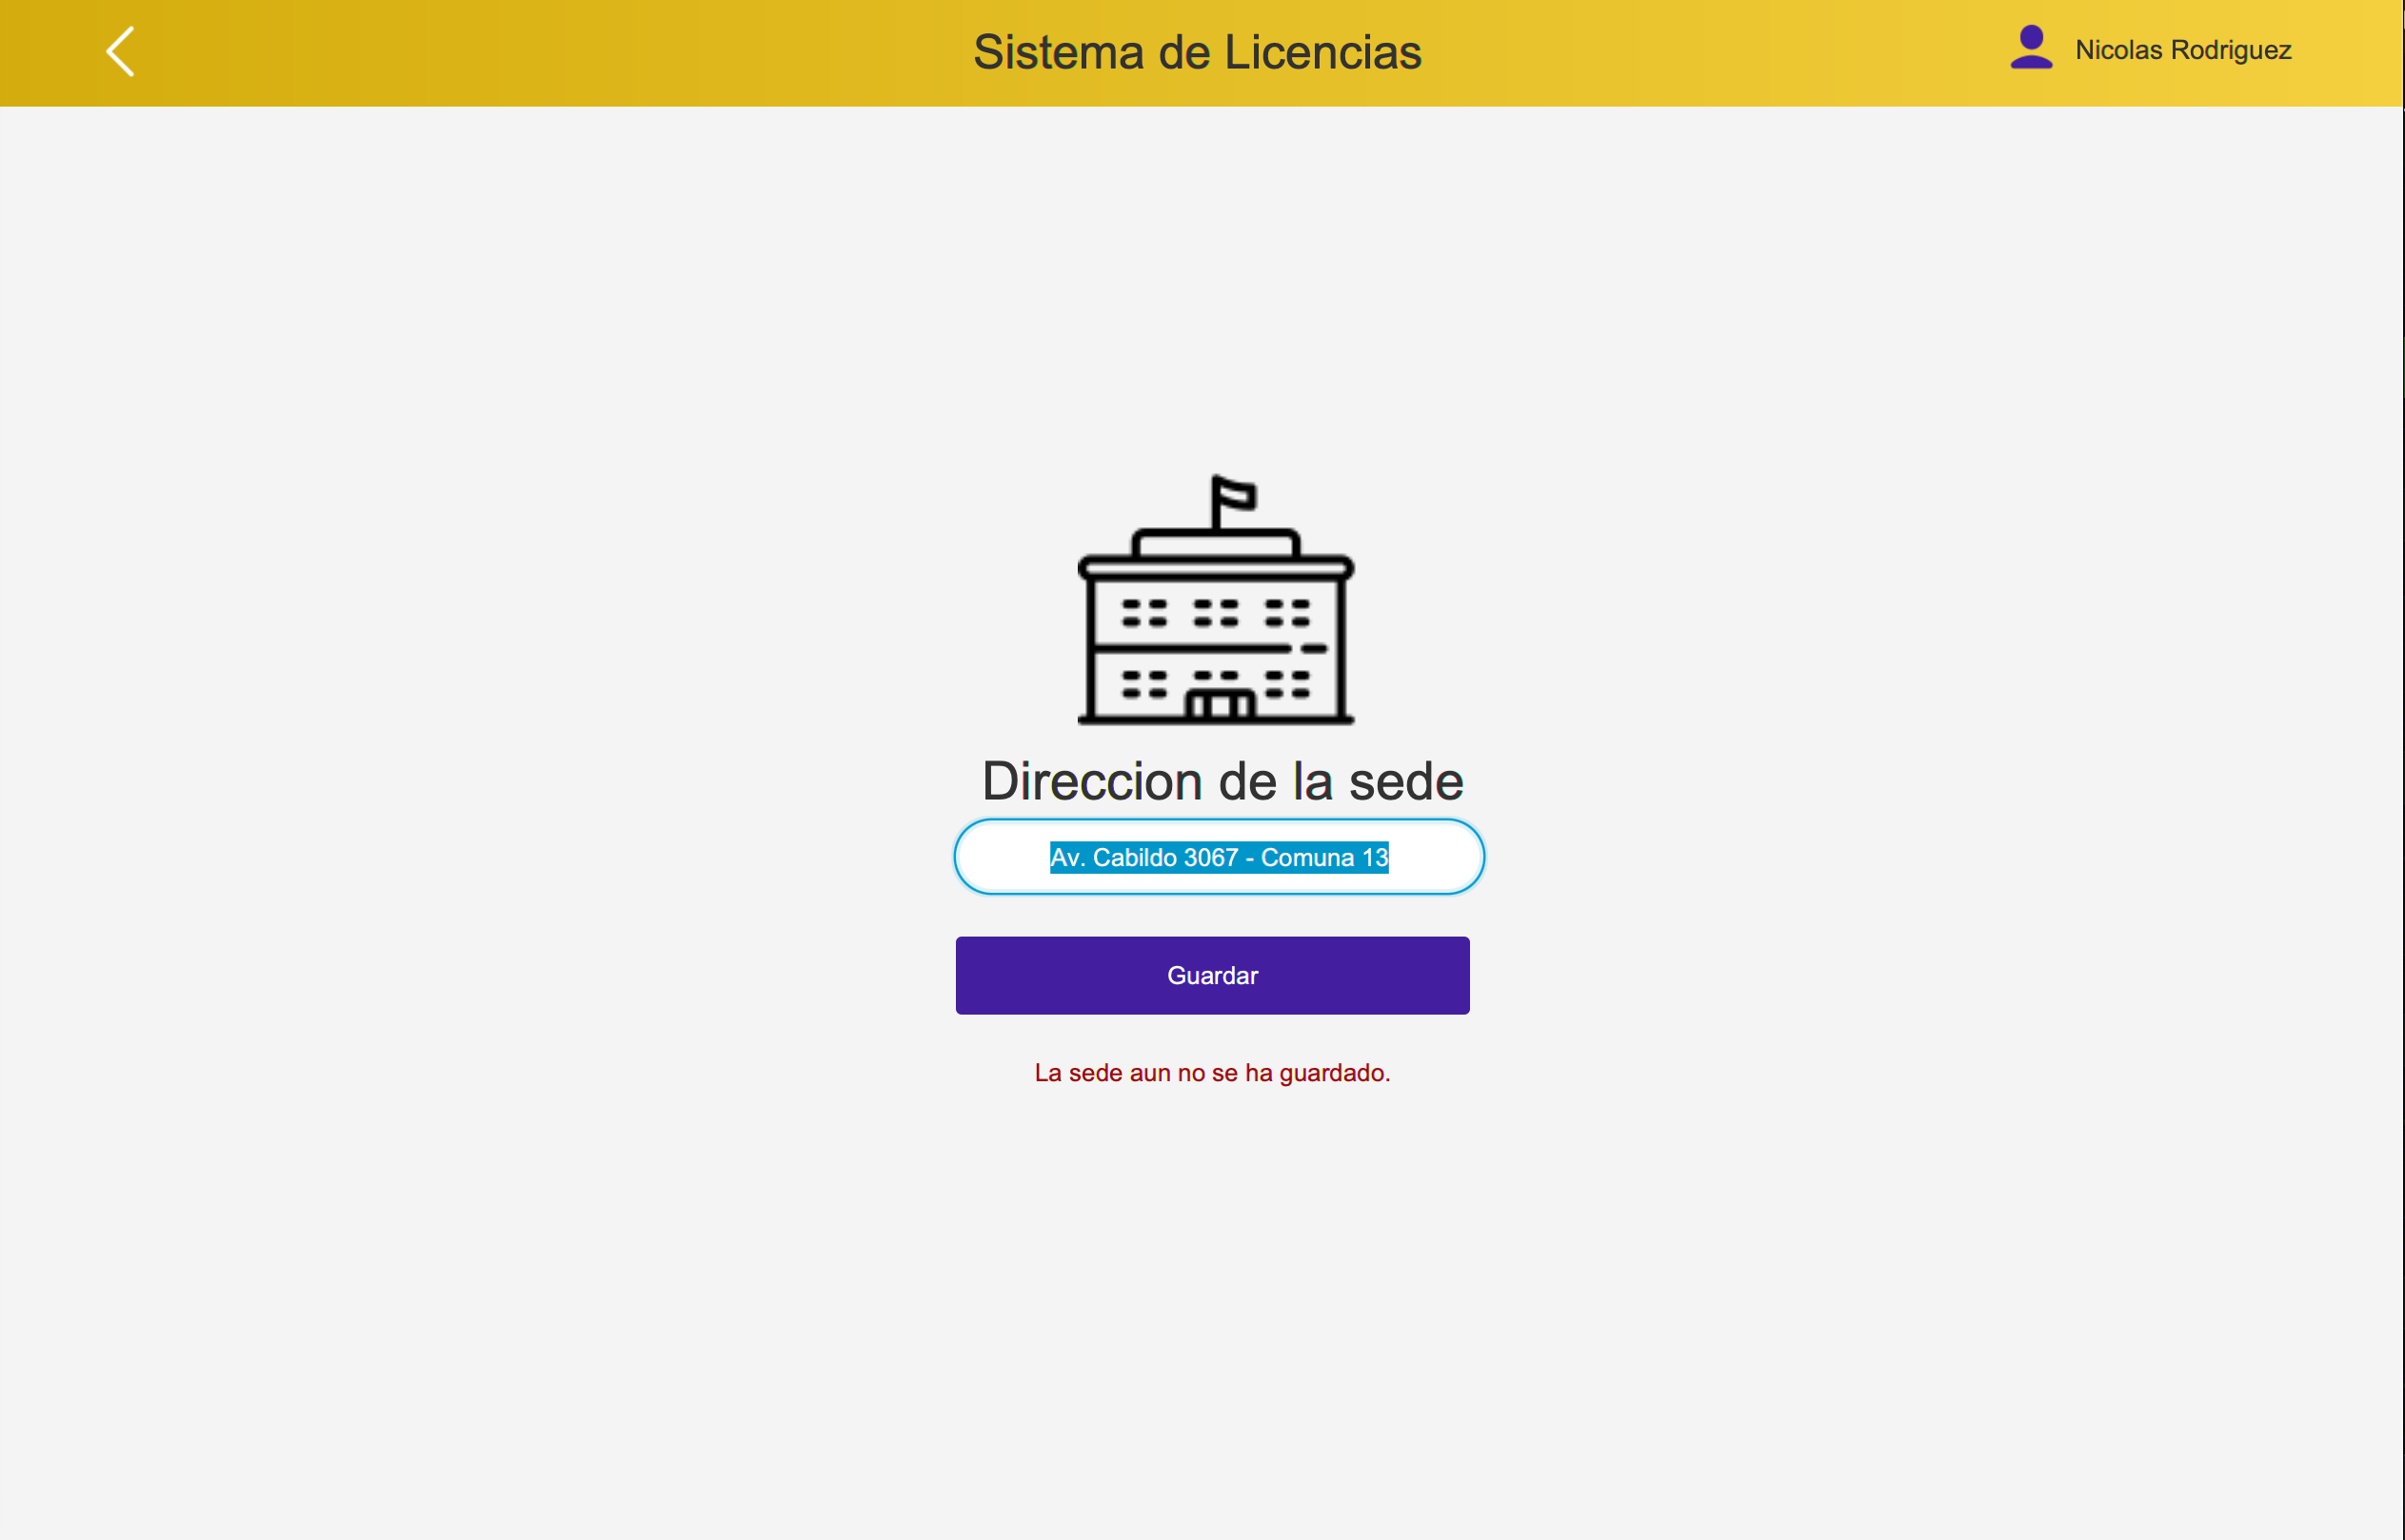 Sistema de Licencias
Nicolas Rodriguez
Direccion de la sede
Av. Cabildo 3067 - Comuna 13
Guardar
La sede aun no se ha guardado.